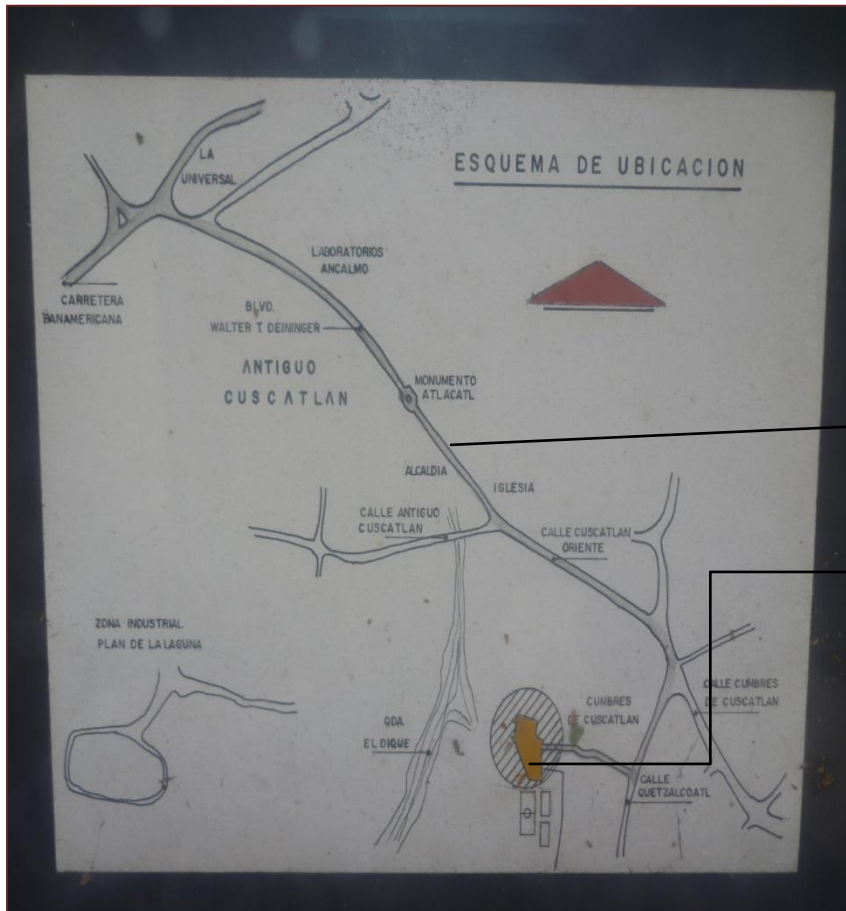 ESQUEMA DE UBICACION
LA
UNIVERSAL
LABORATORIOS
ANCALMO
CARRETERA
PANAMERICANA
BLVD.
WALTER T. DEININGER
ANTIGUO
CUSCATLAN
MONUMENTO
ATLACATL
ALCALDIA
IGLESIA
CALLE ANTIGUO
CUSCATLAN
CALLE CUSCATLAN
ORIENTE
ZONA INDUSTRIAL
PLAN DE LA LAGUNA
QDA.
EL DIQUE
CUMBRES
DE CUSCATLAN
CALLE CUMBRES
DE CUSCATLAN
CALLE
QUETZALCOATL